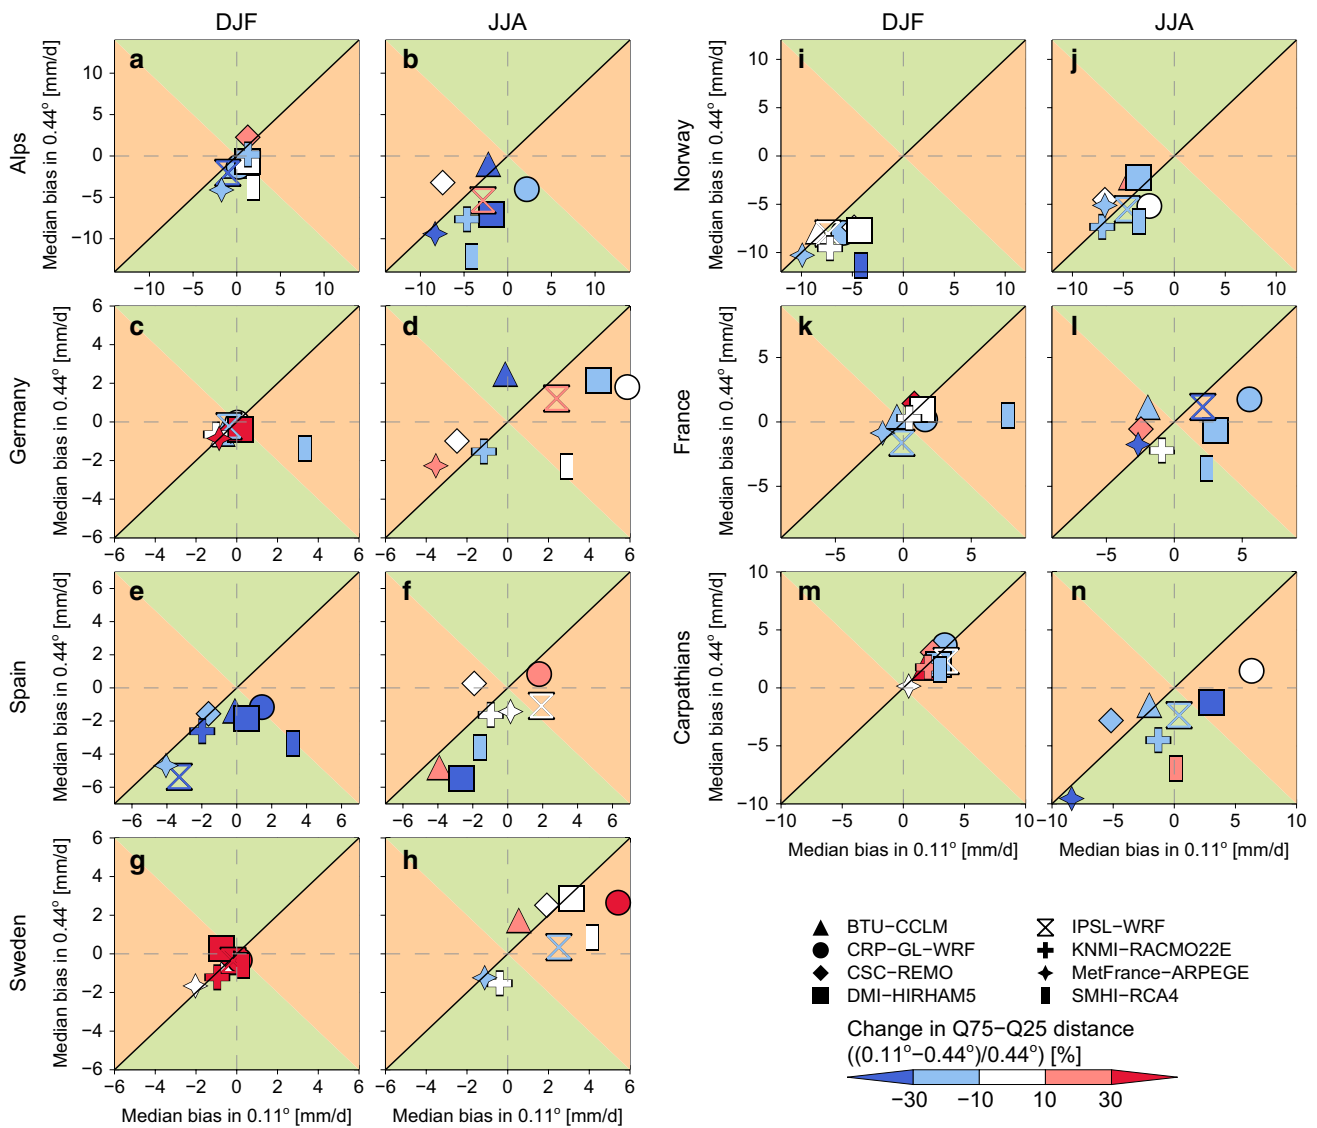 DJF
JJA
DJF
JJA
Alps
Median bias in 0.44° [mm/d]
a
10
5
0
−5
−10
−10
−5
0
5
10
b
−10
−5
0
5
10
Germany
Median bias in 0.44° [mm/d]
c
6
4
2
0
−2
−4
−6
−6
−4
−2
0
2
4
6
d
−6
−4
−2
0
2
4
6
Spain
Median bias in 0.44° [mm/d]
e
6
4
2
0
−2
−4
−6
−6
−4
−2
0
2
4
6
f
−6
−4
−2
0
2
4
6
Sweden
Median bias in 0.44° [mm/d]
g
6
4
2
0
−2
−4
−6
−6
−4
−2
0
2
4
6
Median bias in 0.11° [mm/d]
h
−6
−4
−2
0
2
4
6
Median bias in 0.11° [mm/d]
Norway
Median bias in 0.44° [mm/d]
i
10
5
0
−5
−10
−10
−5
0
5
10
j
−10
−5
0
5
10
France
Median bias in 0.44° [mm/d]
k
5
0
−5
−5
0
5
l
−5
0
5
Carpathians
Median bias in 0.44° [mm/d]
m
10
5
0
−5
−10
−10
−5
0
5
10
Median bias in 0.11° [mm/d]
n
−10
−5
0
5
10
Median bias in 0.11° [mm/d]
BTU−CCLM
CRP−GL−WRF
CSC−REMO
DMI−HIRHAM5
IPSL−WRF
KNMI−RACMO22E
MetFrance−ARPEGE
SMHI−RCA4
Change in Q75−Q25 distance
((0.11°−0.44°)/0.44°) [%]
−30
−10
10
30